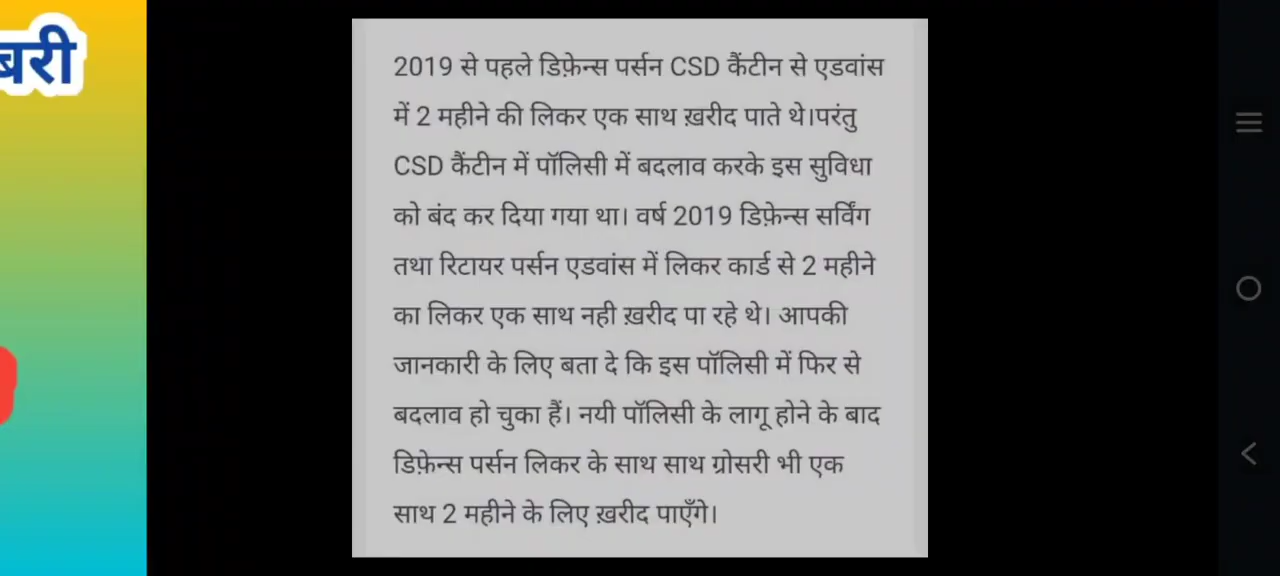 बरी
2019 से पहले डिफ़ेन्स पर्सन CSD कैंटीन से एडवांस
में 2 महीने की लिकर एक साथ ख़रीद पाते थे।परंतु
CSD कैंटीन में पॉलिसी में बदलाव करके इस सुविधा
को बंद कर दिया गया था। वर्ष 2019 डिफ़ेन्स सर्विंग
तथा रिटायर पर्सन एडवांस में लिकर कार्ड से 2 महीने
का लिकर एक साथ नही ख़रीद पा रहे थे। आपकी
जानकारी के लिए बता दे कि इस पॉलिसी में फिर से
बदलाव हो चुका हैं। नयी पॉलिसी के लागू होने के बाद
डिफ़ेन्स पर्सन लिकर के साथ साथ ग्रोसरी भी एक
साथ 2 महीने के लिए ख़रीद पाएँगे।